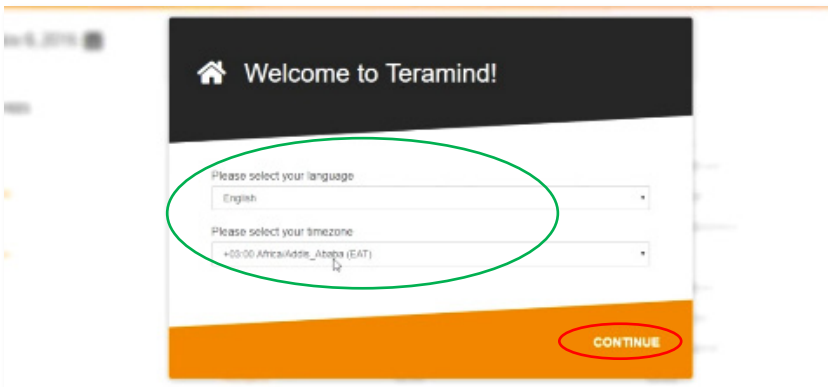 Welcome to Teramind!
Please select your language
English
Please select your timezone
+03:00 Africa/Addis_Ababa (EAT)
CONTINUE